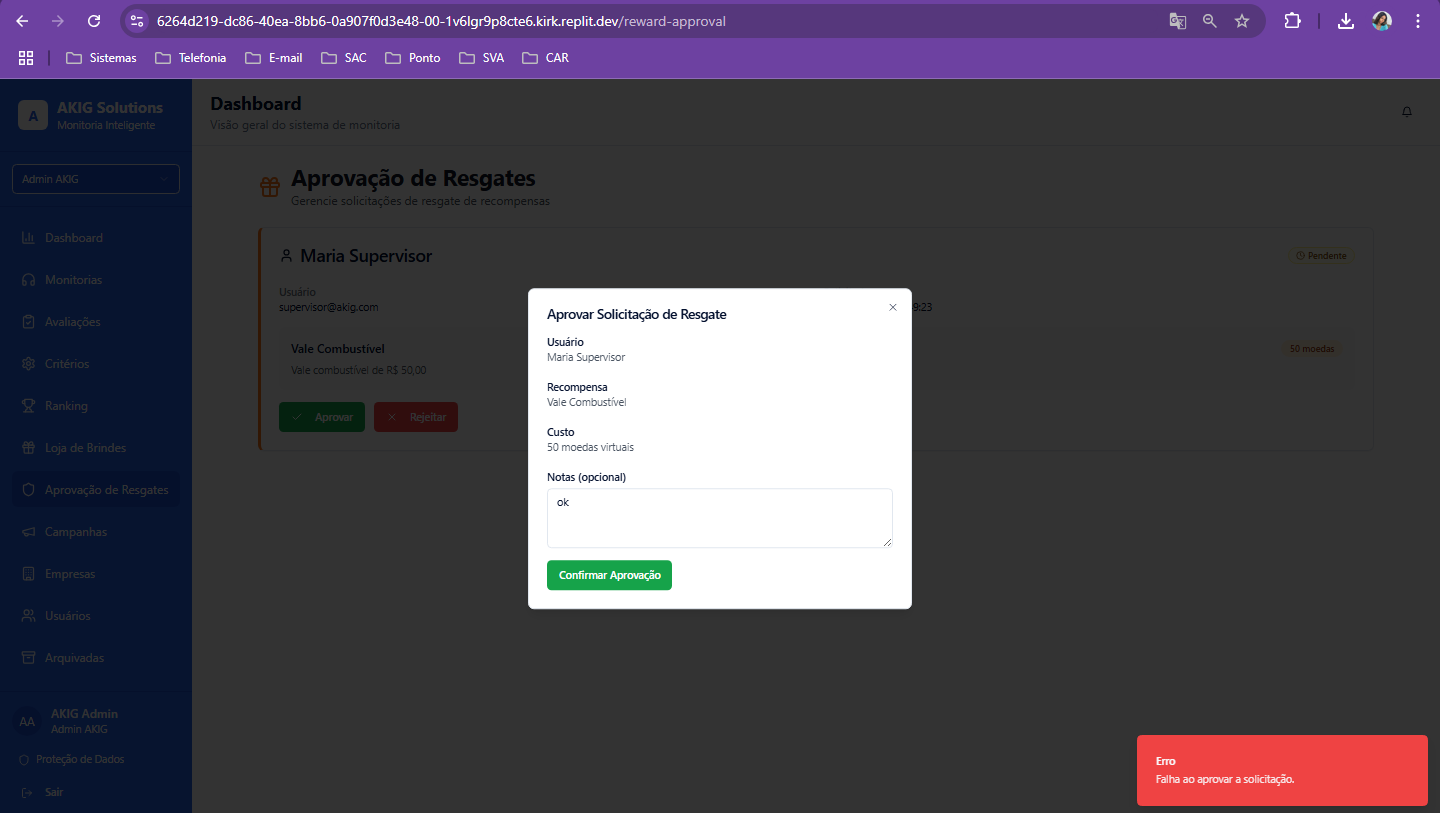 6264d219-dc86-40ea-8bb6-0a907f0d3e48-00-1v6lgr9p8cte6.kirk.replit.dev/reward-approval
Sistemas
Telefonia
E-mail
SAC
Ponto
SVA
CAR
A
AKIG Solutions
Monitoria Inteligente
Admin AKIG
Dashboard
Monitorias
Avaliações
Critérios
Ranking
Loja de Brindes
Aprovação de Resgates
Campanhas
Empresas
Usuários
Arquivadas
AA
AKIG Admin
Admin AKIG
Proteção de Dados
Sair
Dashboard
Visão geral do sistema de monitoria
Aprovação de Resgates
Gerencie solicitações de resgate de recompensas
Maria Supervisor
Pendente
Usuário
supervisor@akig.com
9:23
Vale Combustível
50 moedas
Vale combustível de R$ 50,00
Aprovar
Rejeitar
Aprovar Solicitação de Resgate
Usuário
Maria Supervisor
Recompensa
Vale Combustível
Custo
50 moedas virtuais
Notas (opcional)
ok
Confirmar Aprovação
Erro
Falha ao aprovar a solicitação.